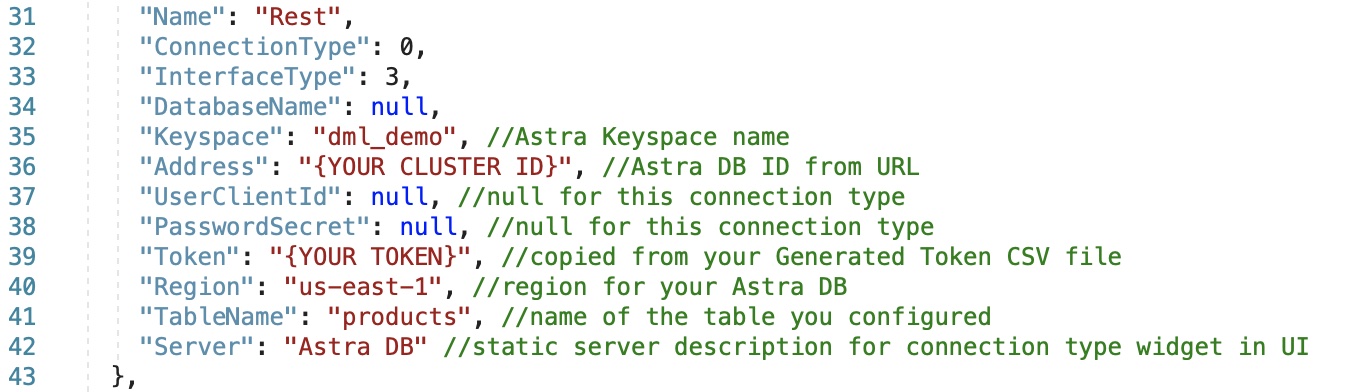 31 "Name": "Rest",
32 "ConnectionType": 0,
33 "InterfaceType": 3,
34 "DatabaseName": null,
35 "Keyspace": "dml_demo", //Astra Keyspace name
36 "Address": "{YOUR CLUSTER ID}", //Astra DB ID from URL
37 "UserClientId": null, //null for this connection type
38 "PasswordSecret": null, //null for this connection type
39 "Token": "{YOUR TOKEN}", //copied from your Generated Token CSV file
40 "Region": "us-east-1", //region for your Astra DB
41 "TableName": "products", //name of the table you configured
42 "Server": "Astra DB" //static server description for connection type widget in UI
43 },